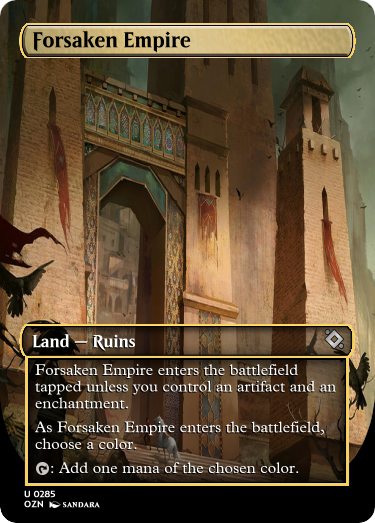 Forsaken Empire
Land — Ruins
Forsaken Empire enters the battlefield
tapped unless you control an artifact and an
enchantment.
As Forsaken Empire enters the battlefield,
choose a color.
: Add one mana of the chosen color.
U 0285
OZN SANDARA